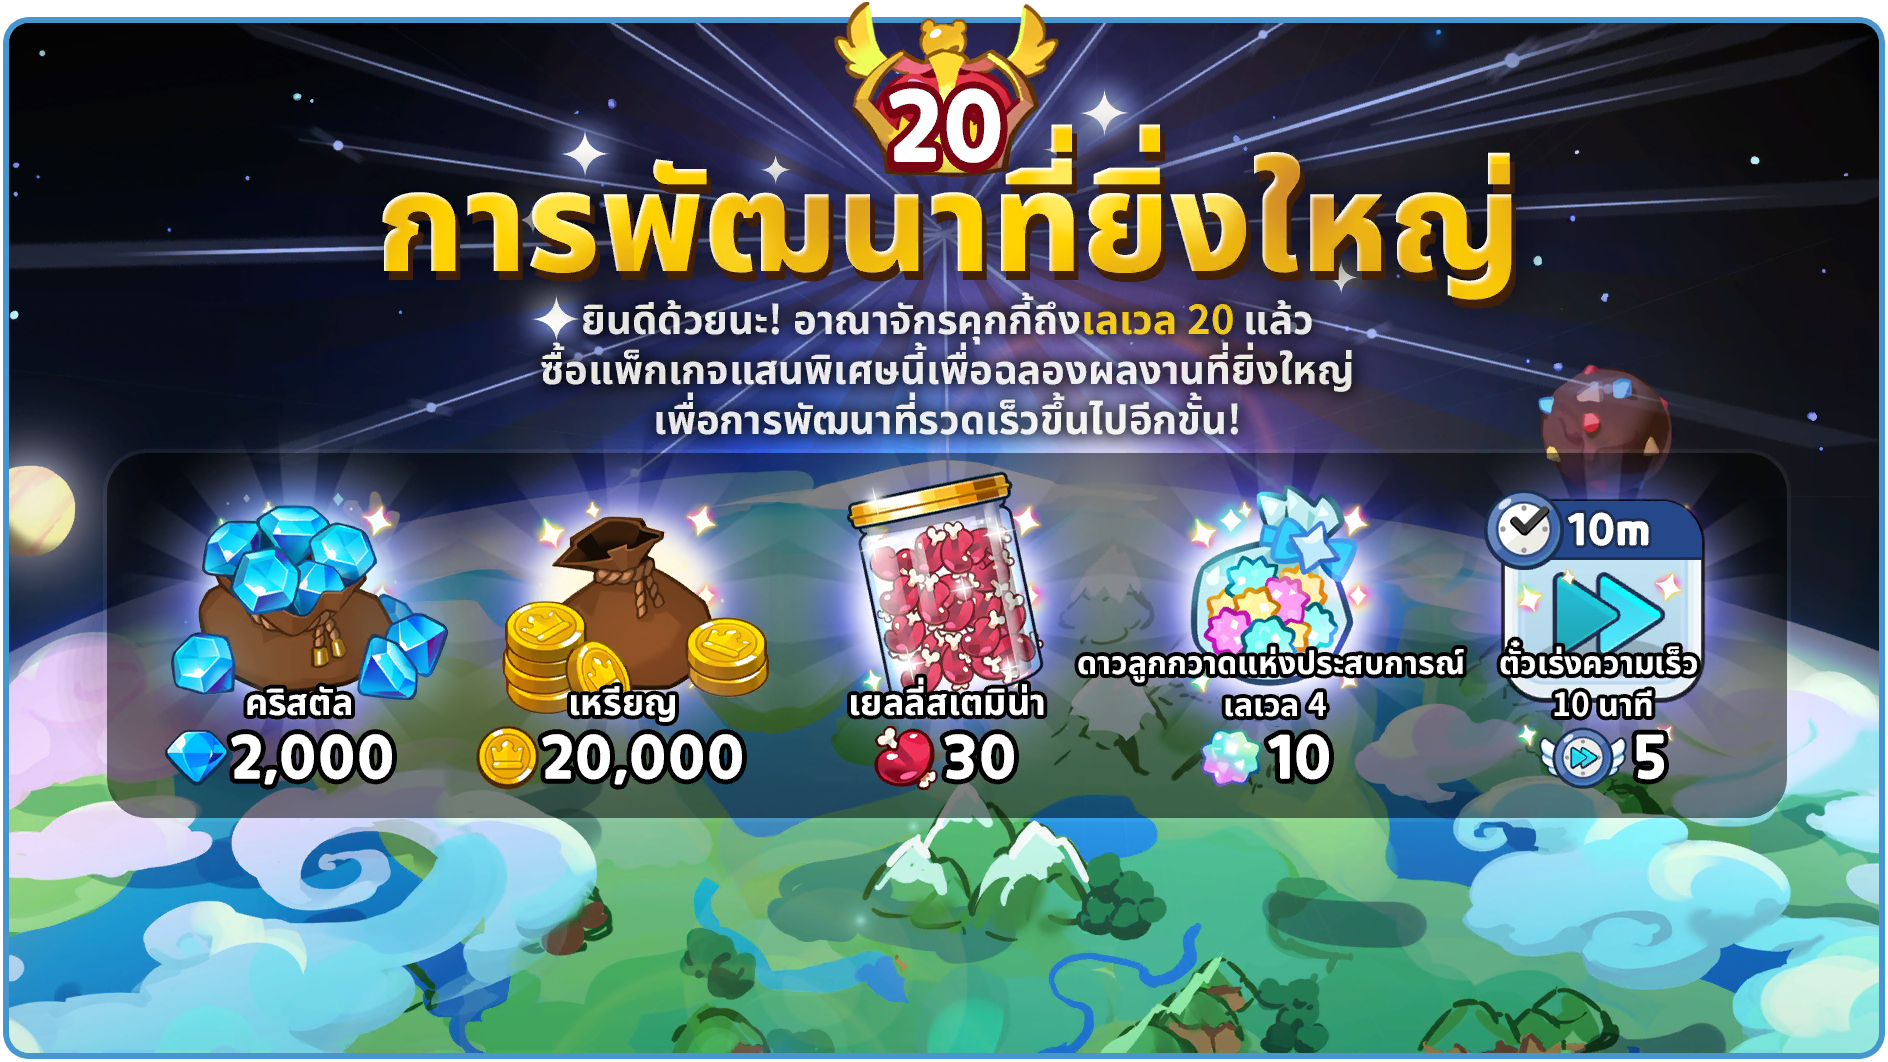 20
การพัฒนาที่ยิ่งใหญ่
ยินดีด้วยนะ! อาณาจักรคุกกี้ถึงเลเวล 20 แล้ว
ซื้อแพ็กเกจแสนพิเศษนี้เพื่อฉลองผลงานที่ยิ่งใหญ่
เพื่อการพัฒนาที่รวดเร็วขึ้นไปอีกขั้น!
คริสตัล
2,000
เหรียญ
20,000
เยลลี่สเตมิน่า
30
ดาวลูกกวาดแห่งประสบการณ์
เลเวล 4
10
10m
ตั๋วเร่งความเร็ว
10 นาที
5